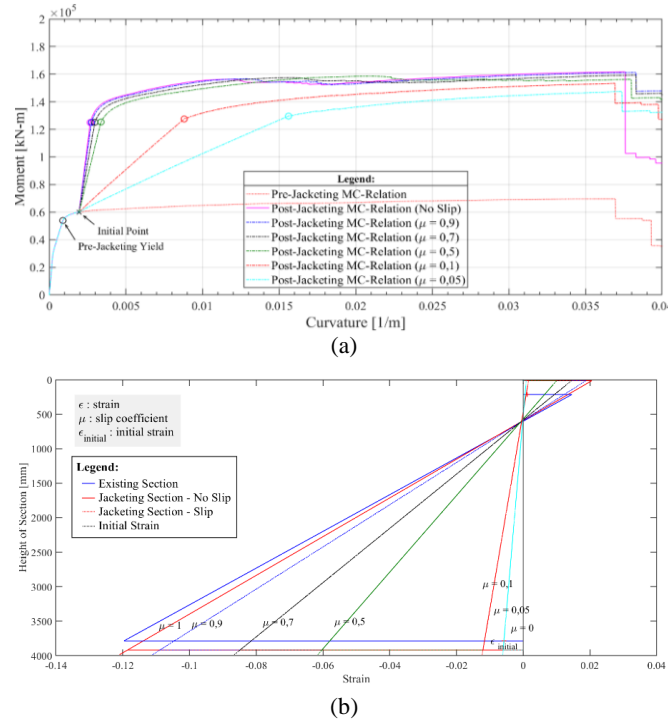 2 × 10⁵
1.8
1.6
1.4
1.2
1
0.8
0.6
0.4
0.2
0
Moment [kN-m]
Initial Point
Pre-Jacketing Yield
Legend:
Pre-Jacketing MC-Relation
Post-Jacketing MC-Relation (No Slip)
Post-Jacketing MC-Relation (μ = 0,9)
Post-Jacketing MC-Relation (μ = 0,7)
Post-Jacketing MC-Relation (μ = 0,5)
Post-Jacketing MC-Relation (μ = 0,1)
Post-Jacketing MC-Relation (μ = 0,05)
0 0.005 0.01 0.015 0.02 0.025 0.03 0.035 0.04
Curvature [1/m]
(a)
0
500
1000
1500
2000
2500
3000
3500
4000
Height of Section [mm]
ϵ : strain
μ : slip coefficient
ϵinitial : initial strain
Legend:
Existing Section
Jacketing Section - No Slip
Jacketing Section - Slip
Initial Strain
μ = 1
μ = 0,9
μ = 0,7
μ = 0,5
μ = 0,1
μ = 0,05
μ = 0
ϵ initial
-0.14 -0.12 -0.1 -0.08 -0.06 -0.04 -0.02 0 0.02 0.04
Strain
(b)